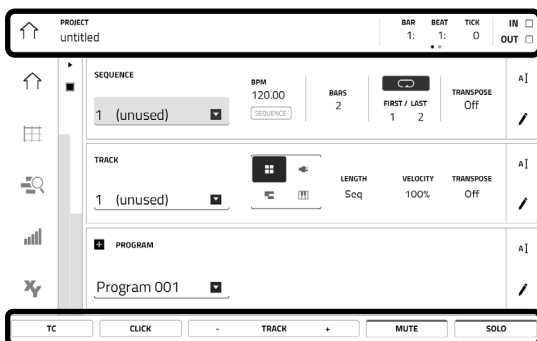 PROJECT
untitled
BAR BEAT TICK
1: 1: 0
IN
OUT
SEQUENCE
1 (unused)
BPM
120.00
SEQUENCE
BARS
2
FIRST / LAST
1 2
TRANSPOSE
Off
A
TRACK
1 (unused)
LENGTH
Seq
VELOCITY
100%
TRANSPOSE
Off
A
PROGRAM
Program 001
A
XY
TC CLICK - TRACK + MUTE SOLO